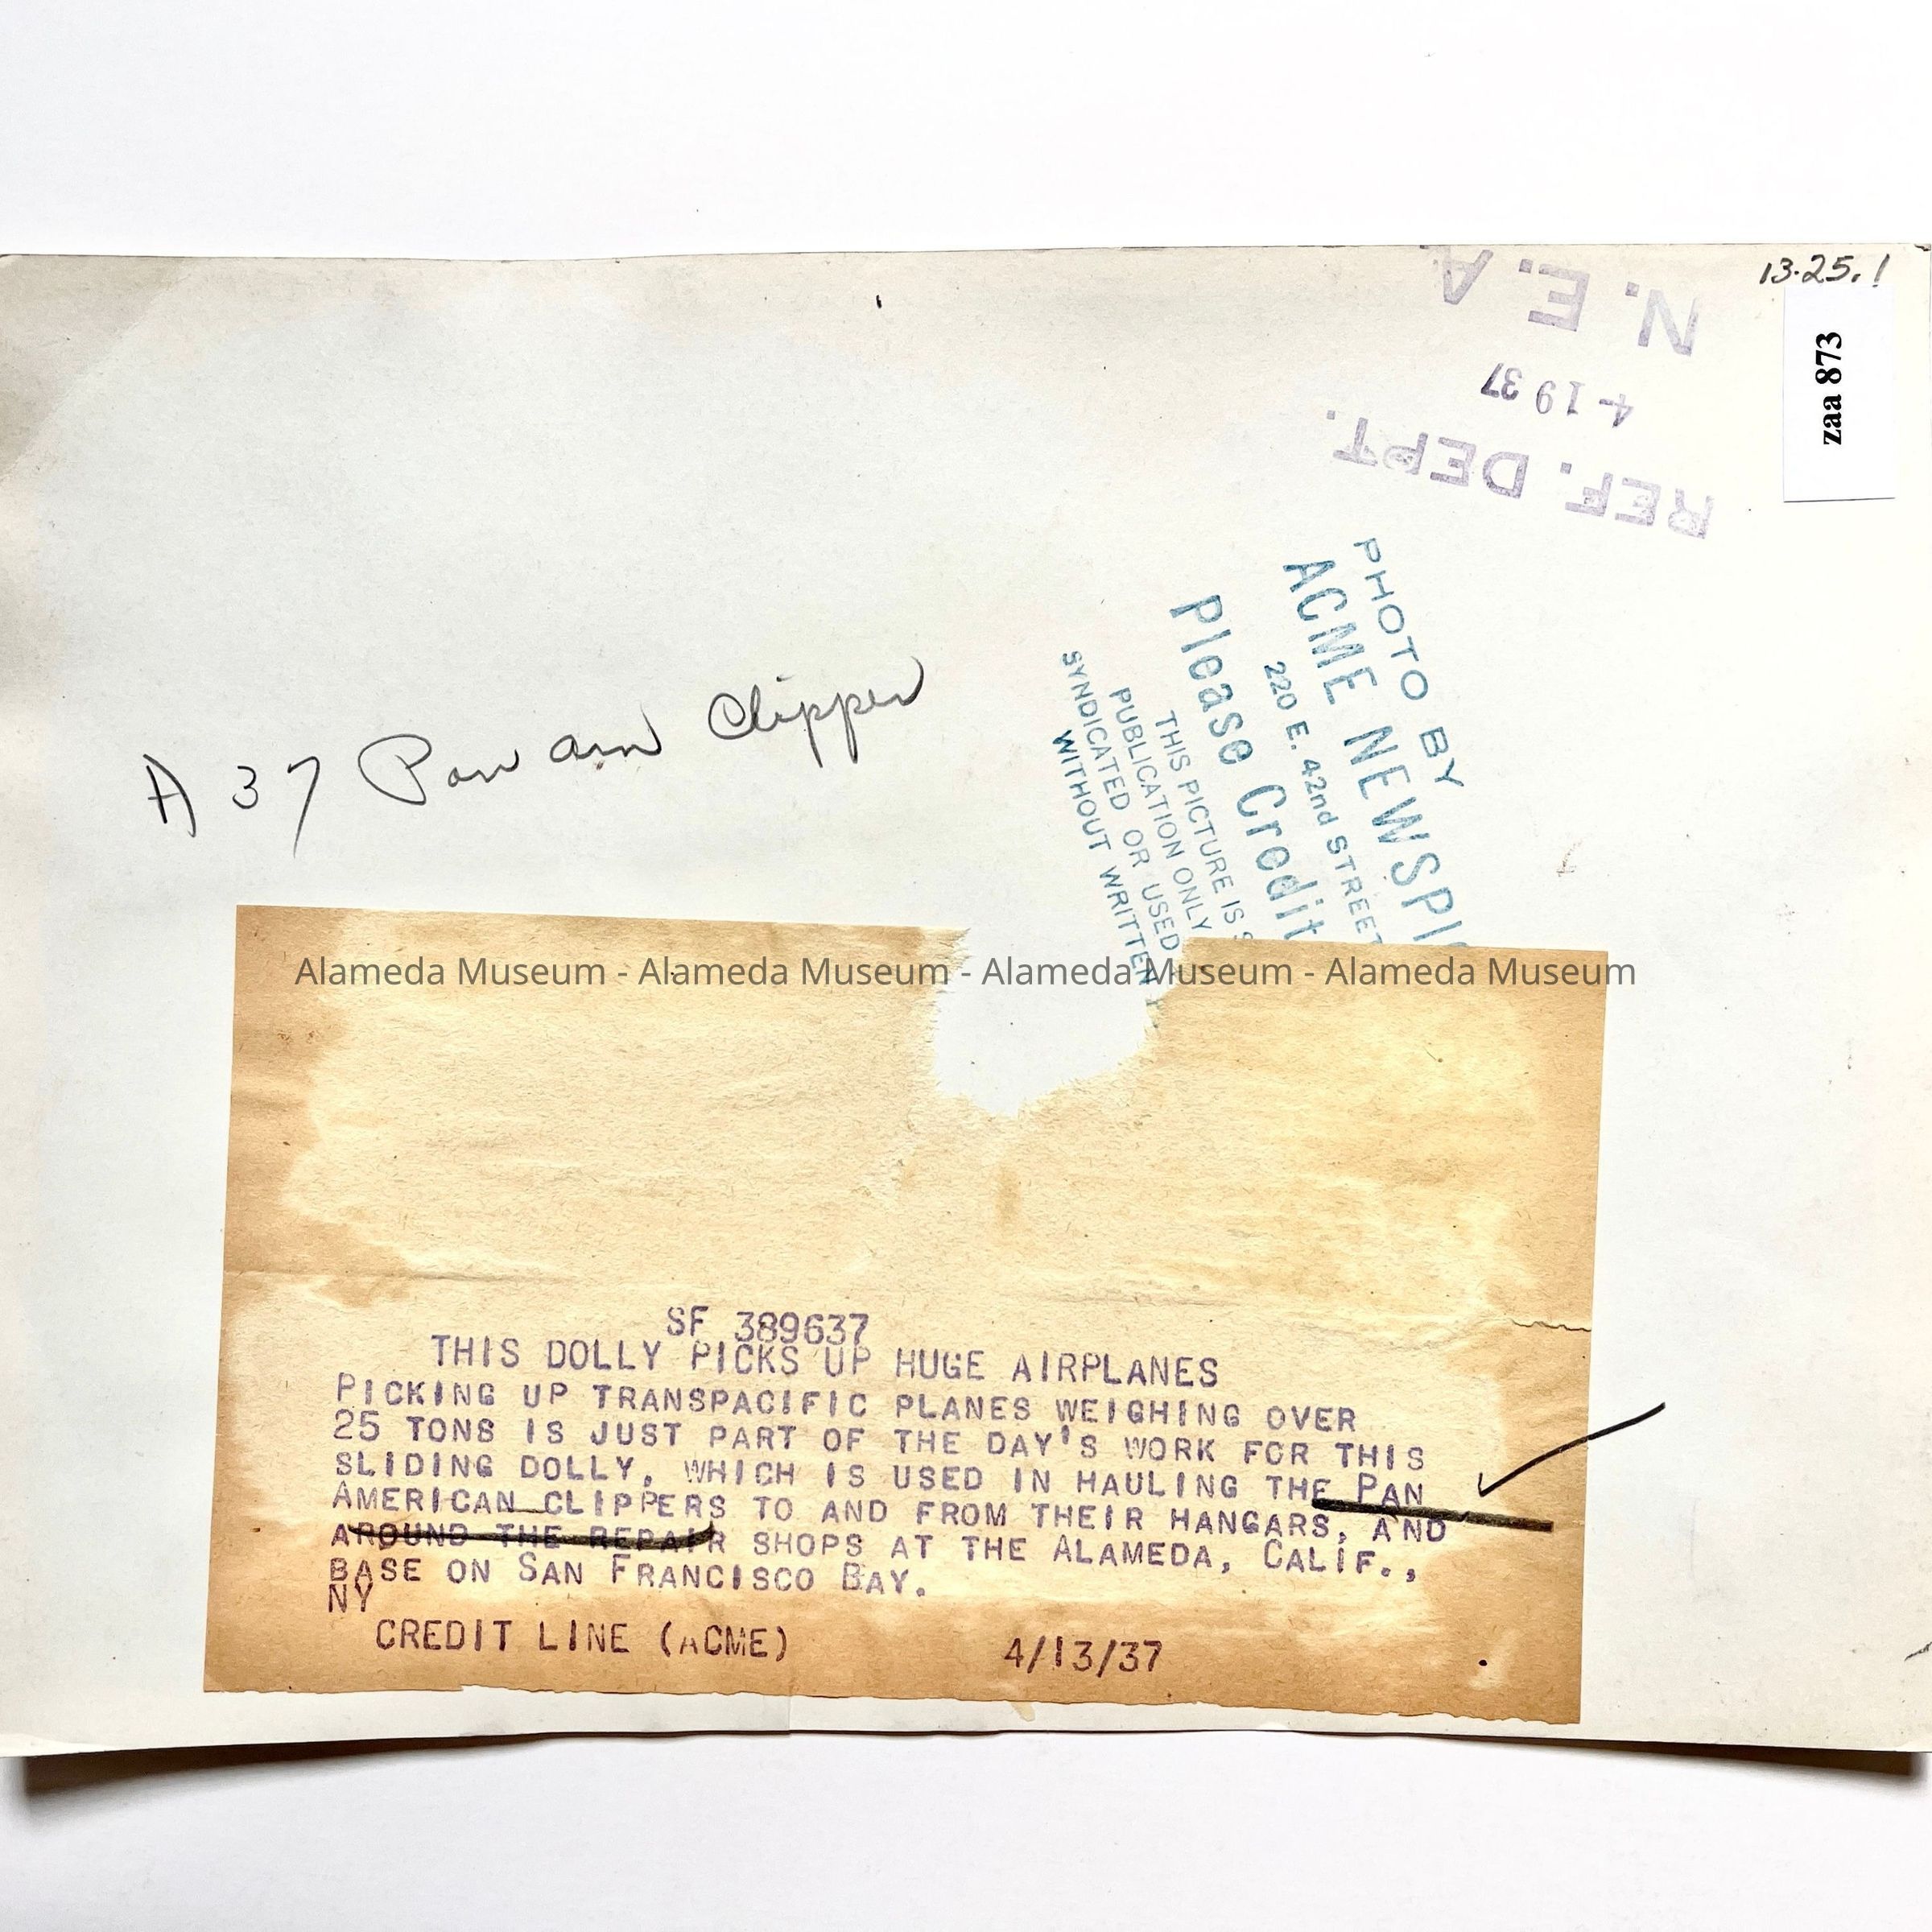 13.25.1
zaa 873
N. E. A
4-19 37
REF. DEPT.
PHOTO BY
ACME NEWSPIC
220 E. 42nd STREET
Please Credit
THIS PICTURE IS S
PUBLICATION ONLY
SYNDICATED OR USED
WITHOUT WRITTEN
A 37 Pan am Clipper
Alameda Museum - Alameda Museum - Alameda Museum - Alameda Museum
SF 389637
THIS DOLLY PICKS UP HUGE AIRPLANES
PICKING UP TRANSPACIFIC PLANES WEIGHING OVER
25 TONS IS JUST PART OF THE DAY'S WORK FOR THIS
SLIDING DOLLY, WHICH IS USED IN HAULING THE PAN
AMERICAN CLIPPERS TO AND FROM THEIR HANGARS, AND
AROUND THE REPAIR SHOPS AT THE ALAMEDA, CALIF.,
BASE ON SAN FRANCISCO BAY.
NY
CREDIT LINE (ACME) 4/13/37